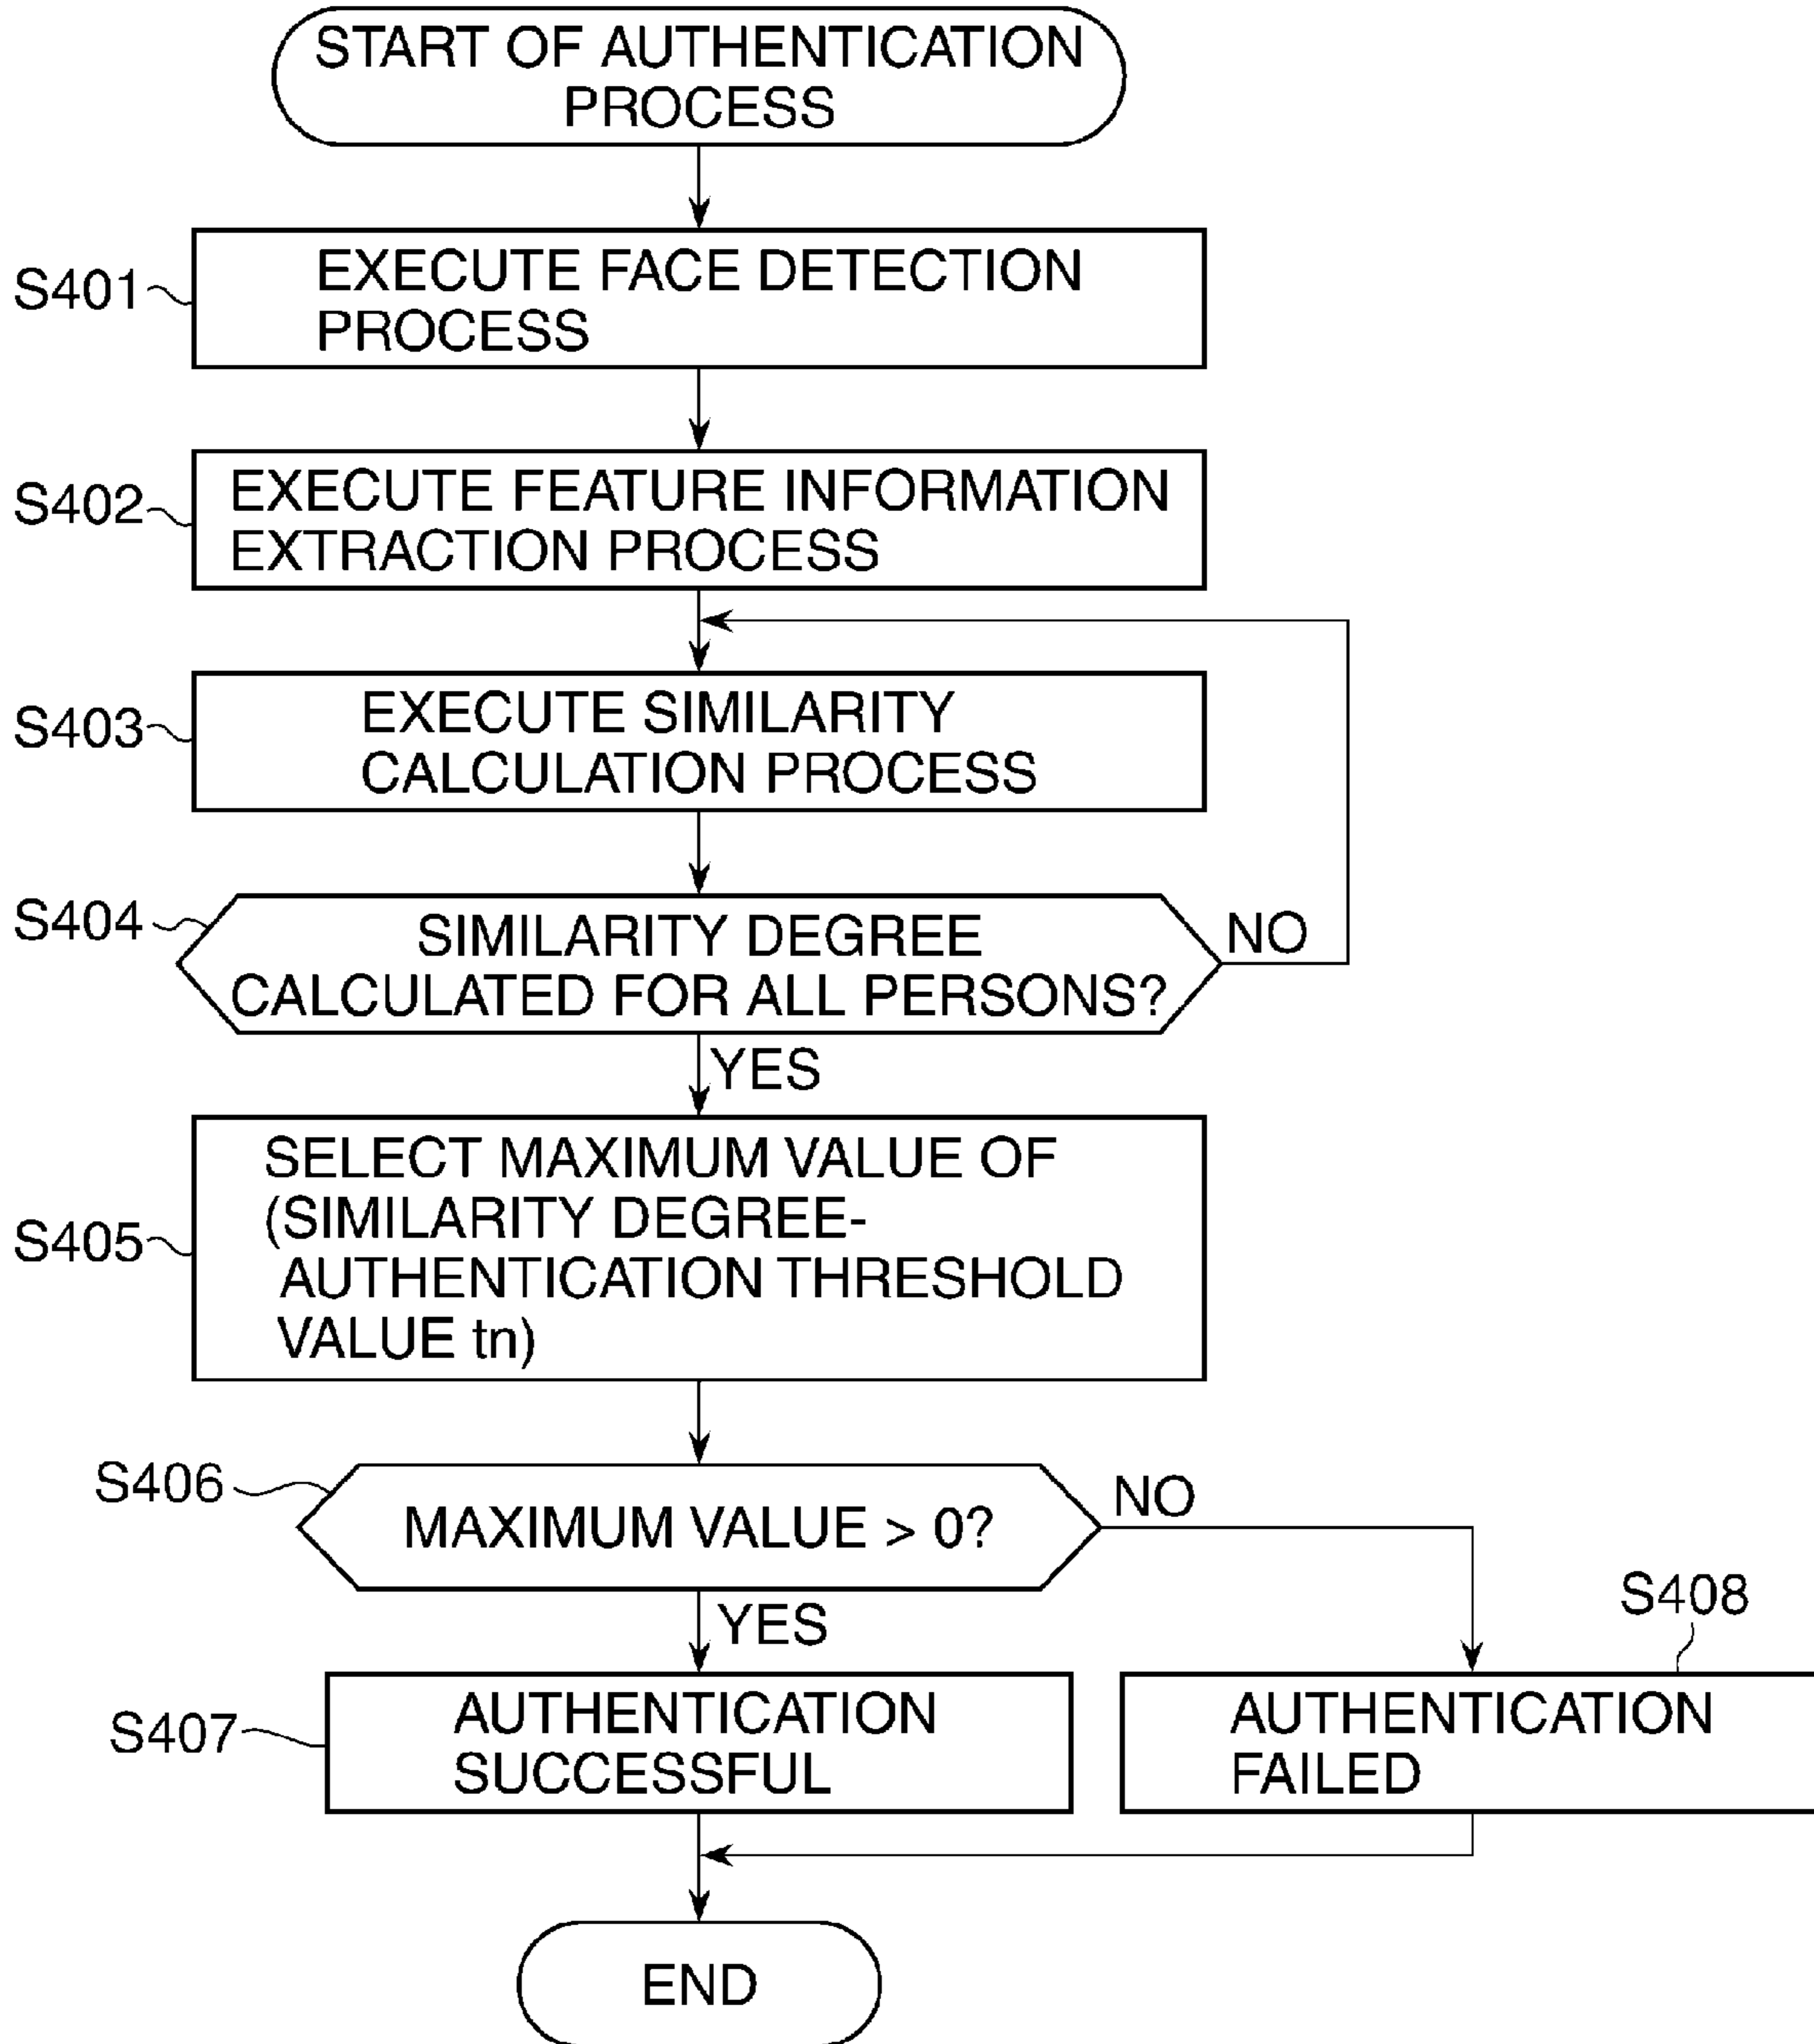 START OF AUTHENTICATION
PROCESS
S401
EXECUTE FACE DETECTION
PROCESS
S402
EXECUTE FEATURE INFORMATION
EXTRACTION PROCESS
S403
EXECUTE SIMILARITY
CALCULATION PROCESS
S404
SIMILARITY DEGREE
CALCULATED FOR ALL PERSONS?
NO
YES
S405
SELECT MAXIMUM VALUE OF
(SIMILARITY DEGREE-
AUTHENTICATION THRESHOLD
VALUE tn)
S406
MAXIMUM VALUE > 0?
NO
YES
S407
AUTHENTICATION
SUCCESSFUL
S408
AUTHENTICATION
FAILED
END